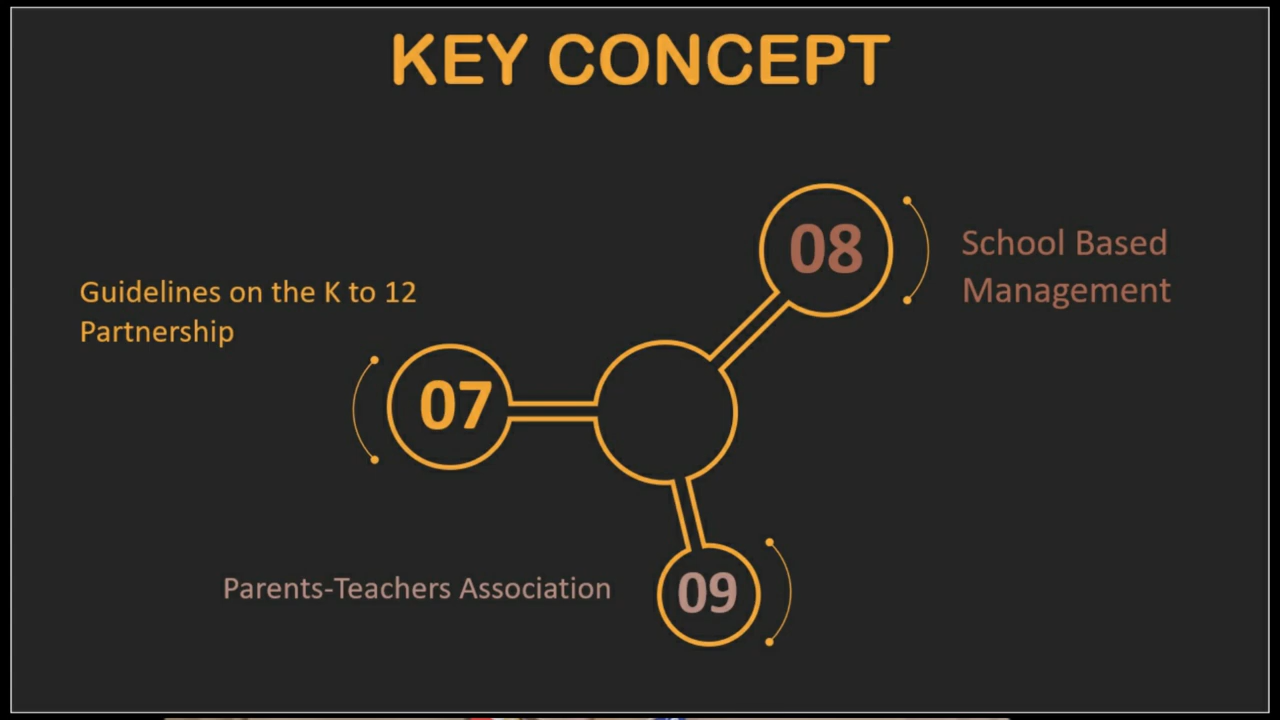 KEY CONCEPT
08
School Based
Management
Guidelines on the K to 12
Partnership
07
Parents-Teachers Association
09